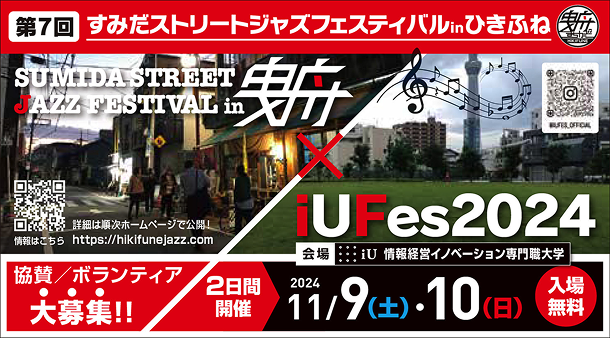 第7回 すみだストリートジャズフェスティバルinひきふね
曳舟
HIKIFUNE
SUMIDA STREET
JAZZ FESTIVAL in 曳舟
×
@IUFES_OFFICIAL
iUFes2024
情報はこちら
詳細は順次ホームページで公開!
https://hikifunejazz.com
会場 iU 情報経営イノベーション専門職大学
協賛/ボランティア
大募集!!
2日間
開催
2024
11/9(土)・10(日)
入場
無料